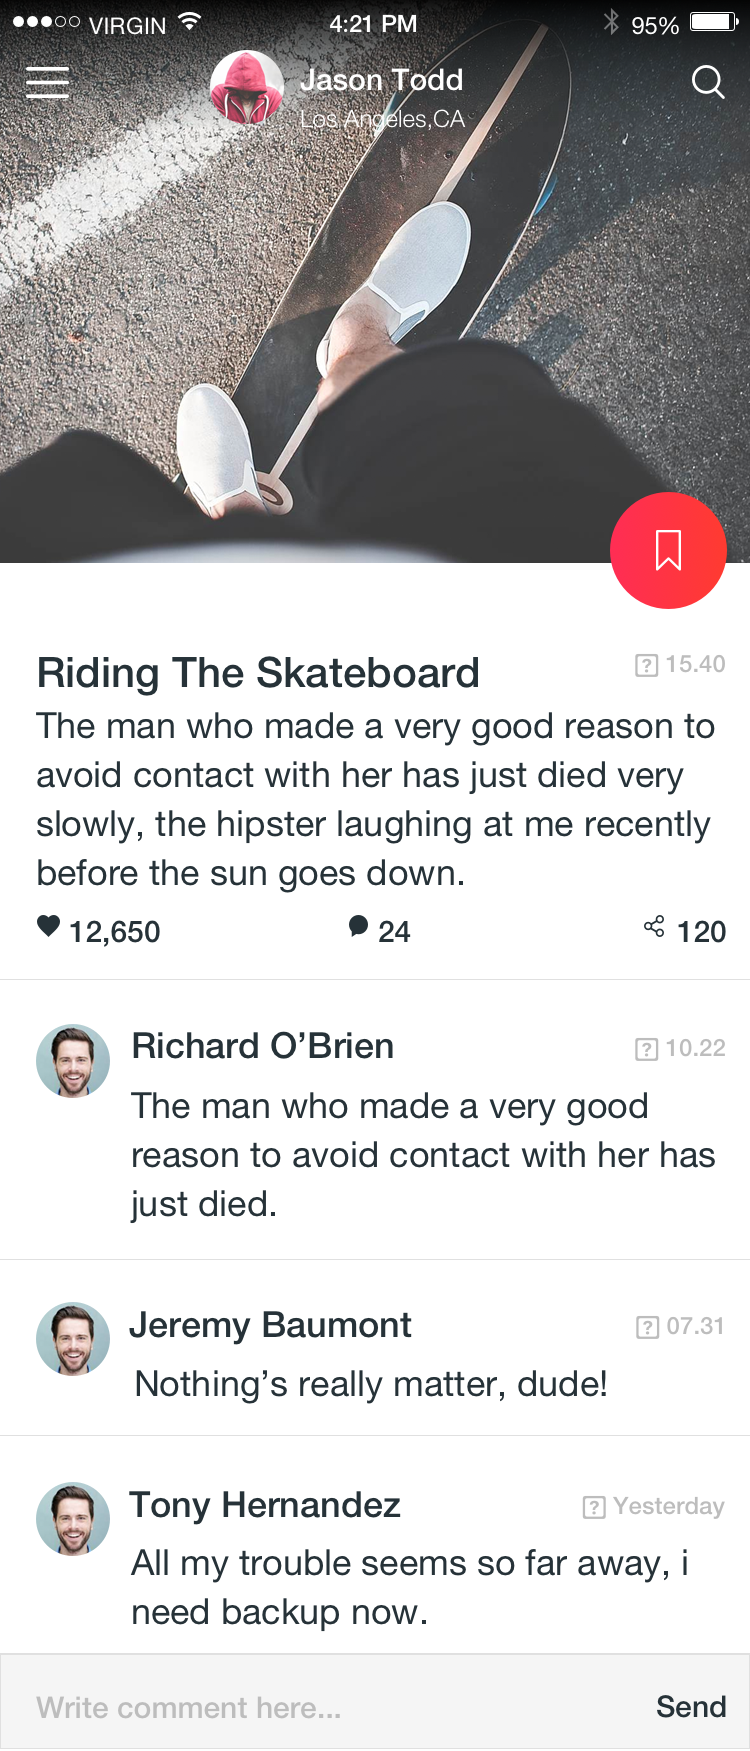 VIRGIN 4:21 PM 95%
Jason Todd
Los Angeles,CA
Riding The Skateboard
15.40
The man who made a very good reason to
avoid contact with her has just died very
slowly, the hipster laughing at me recently
before the sun goes down.
12,650 24 120
Richard O’Brien
10.22
The man who made a very good
reason to avoid contact with her has
just died.
Jeremy Baumont
07.31
Nothing’s really matter, dude!
Tony Hernandez
Yesterday
All my trouble seems so far away, i
need backup now.
Write comment here...
Send